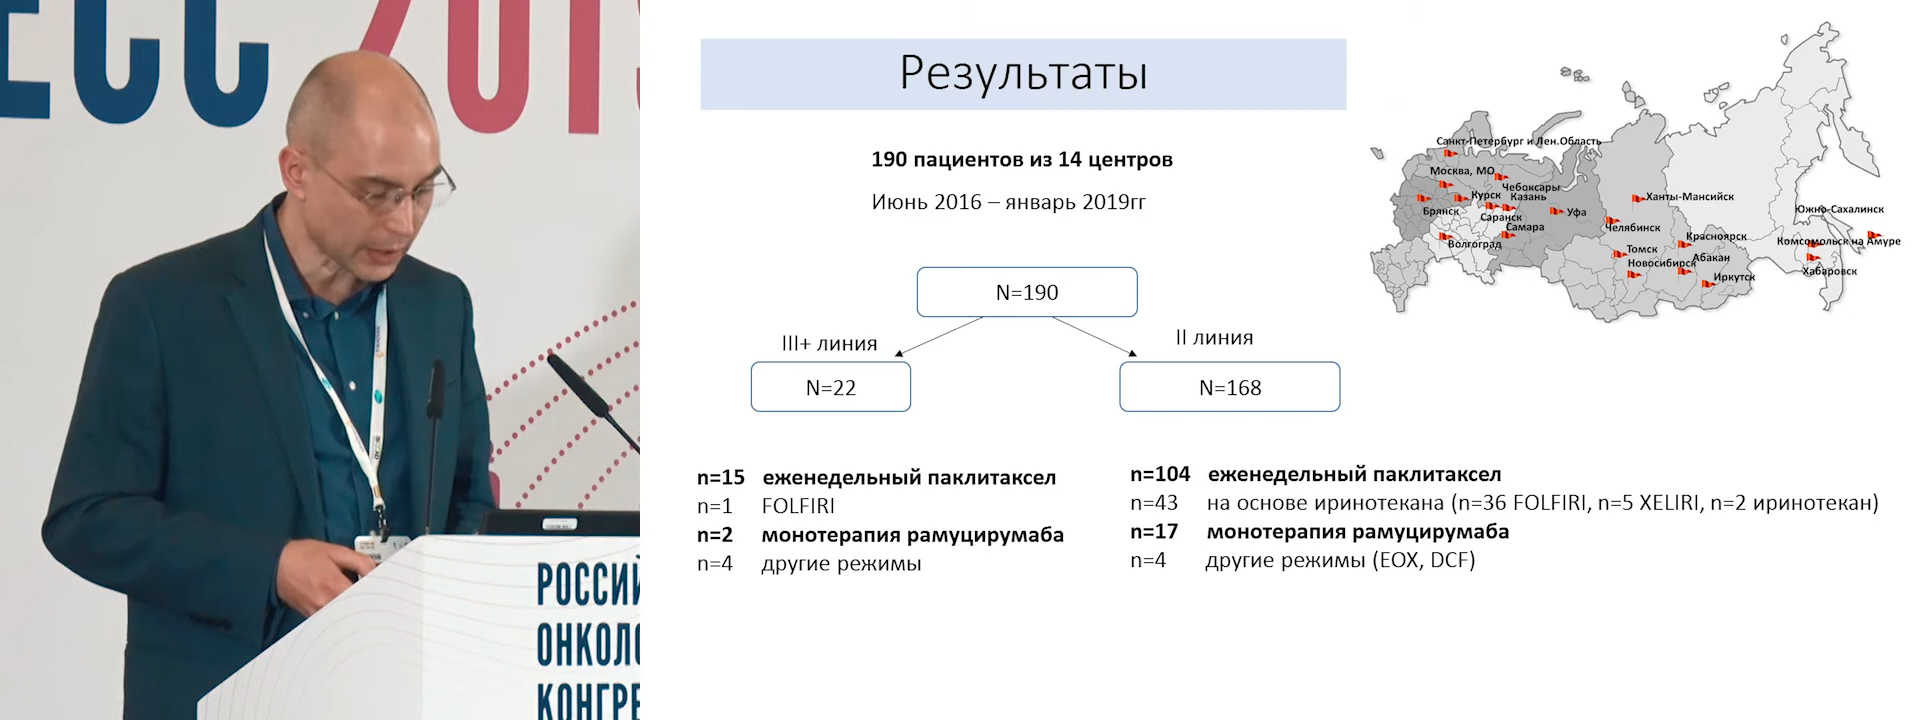 ЕСС 2019
РОССИЙ
ОНКОЛО
КОНГРЕ
Результаты
190 пациентов из 14 центров
Июнь 2016 – январь 2019гг
N=190
III+ линия
II линия
N=22
N=168
n=15 еженедельный паклитаксел
n=1 FOLFIRI
n=2 монотерапия рамуцирумаба
n=4 другие режимы
n=104 еженедельный паклитаксел
n=43 на основе иринотекана (n=36 FOLFIRI, n=5 XELIRI, n=2 иринотекан)
n=17 монотерапия рамуцирумаба
n=4 другие режимы (EOX, DCF)
Санкт-Петербург и Лен.Область
Москва, МО
Чебоксары
Курск
Казань
Брянск
Саранск
Уфа
Самара
Волгоград
Ханты-Мансийск
Челябинск
Южно-Сахалинск
Красноярск
Комсомольск на Амуре
Томск
Абакан
Новосибирск
Хабаровск
Иркутск